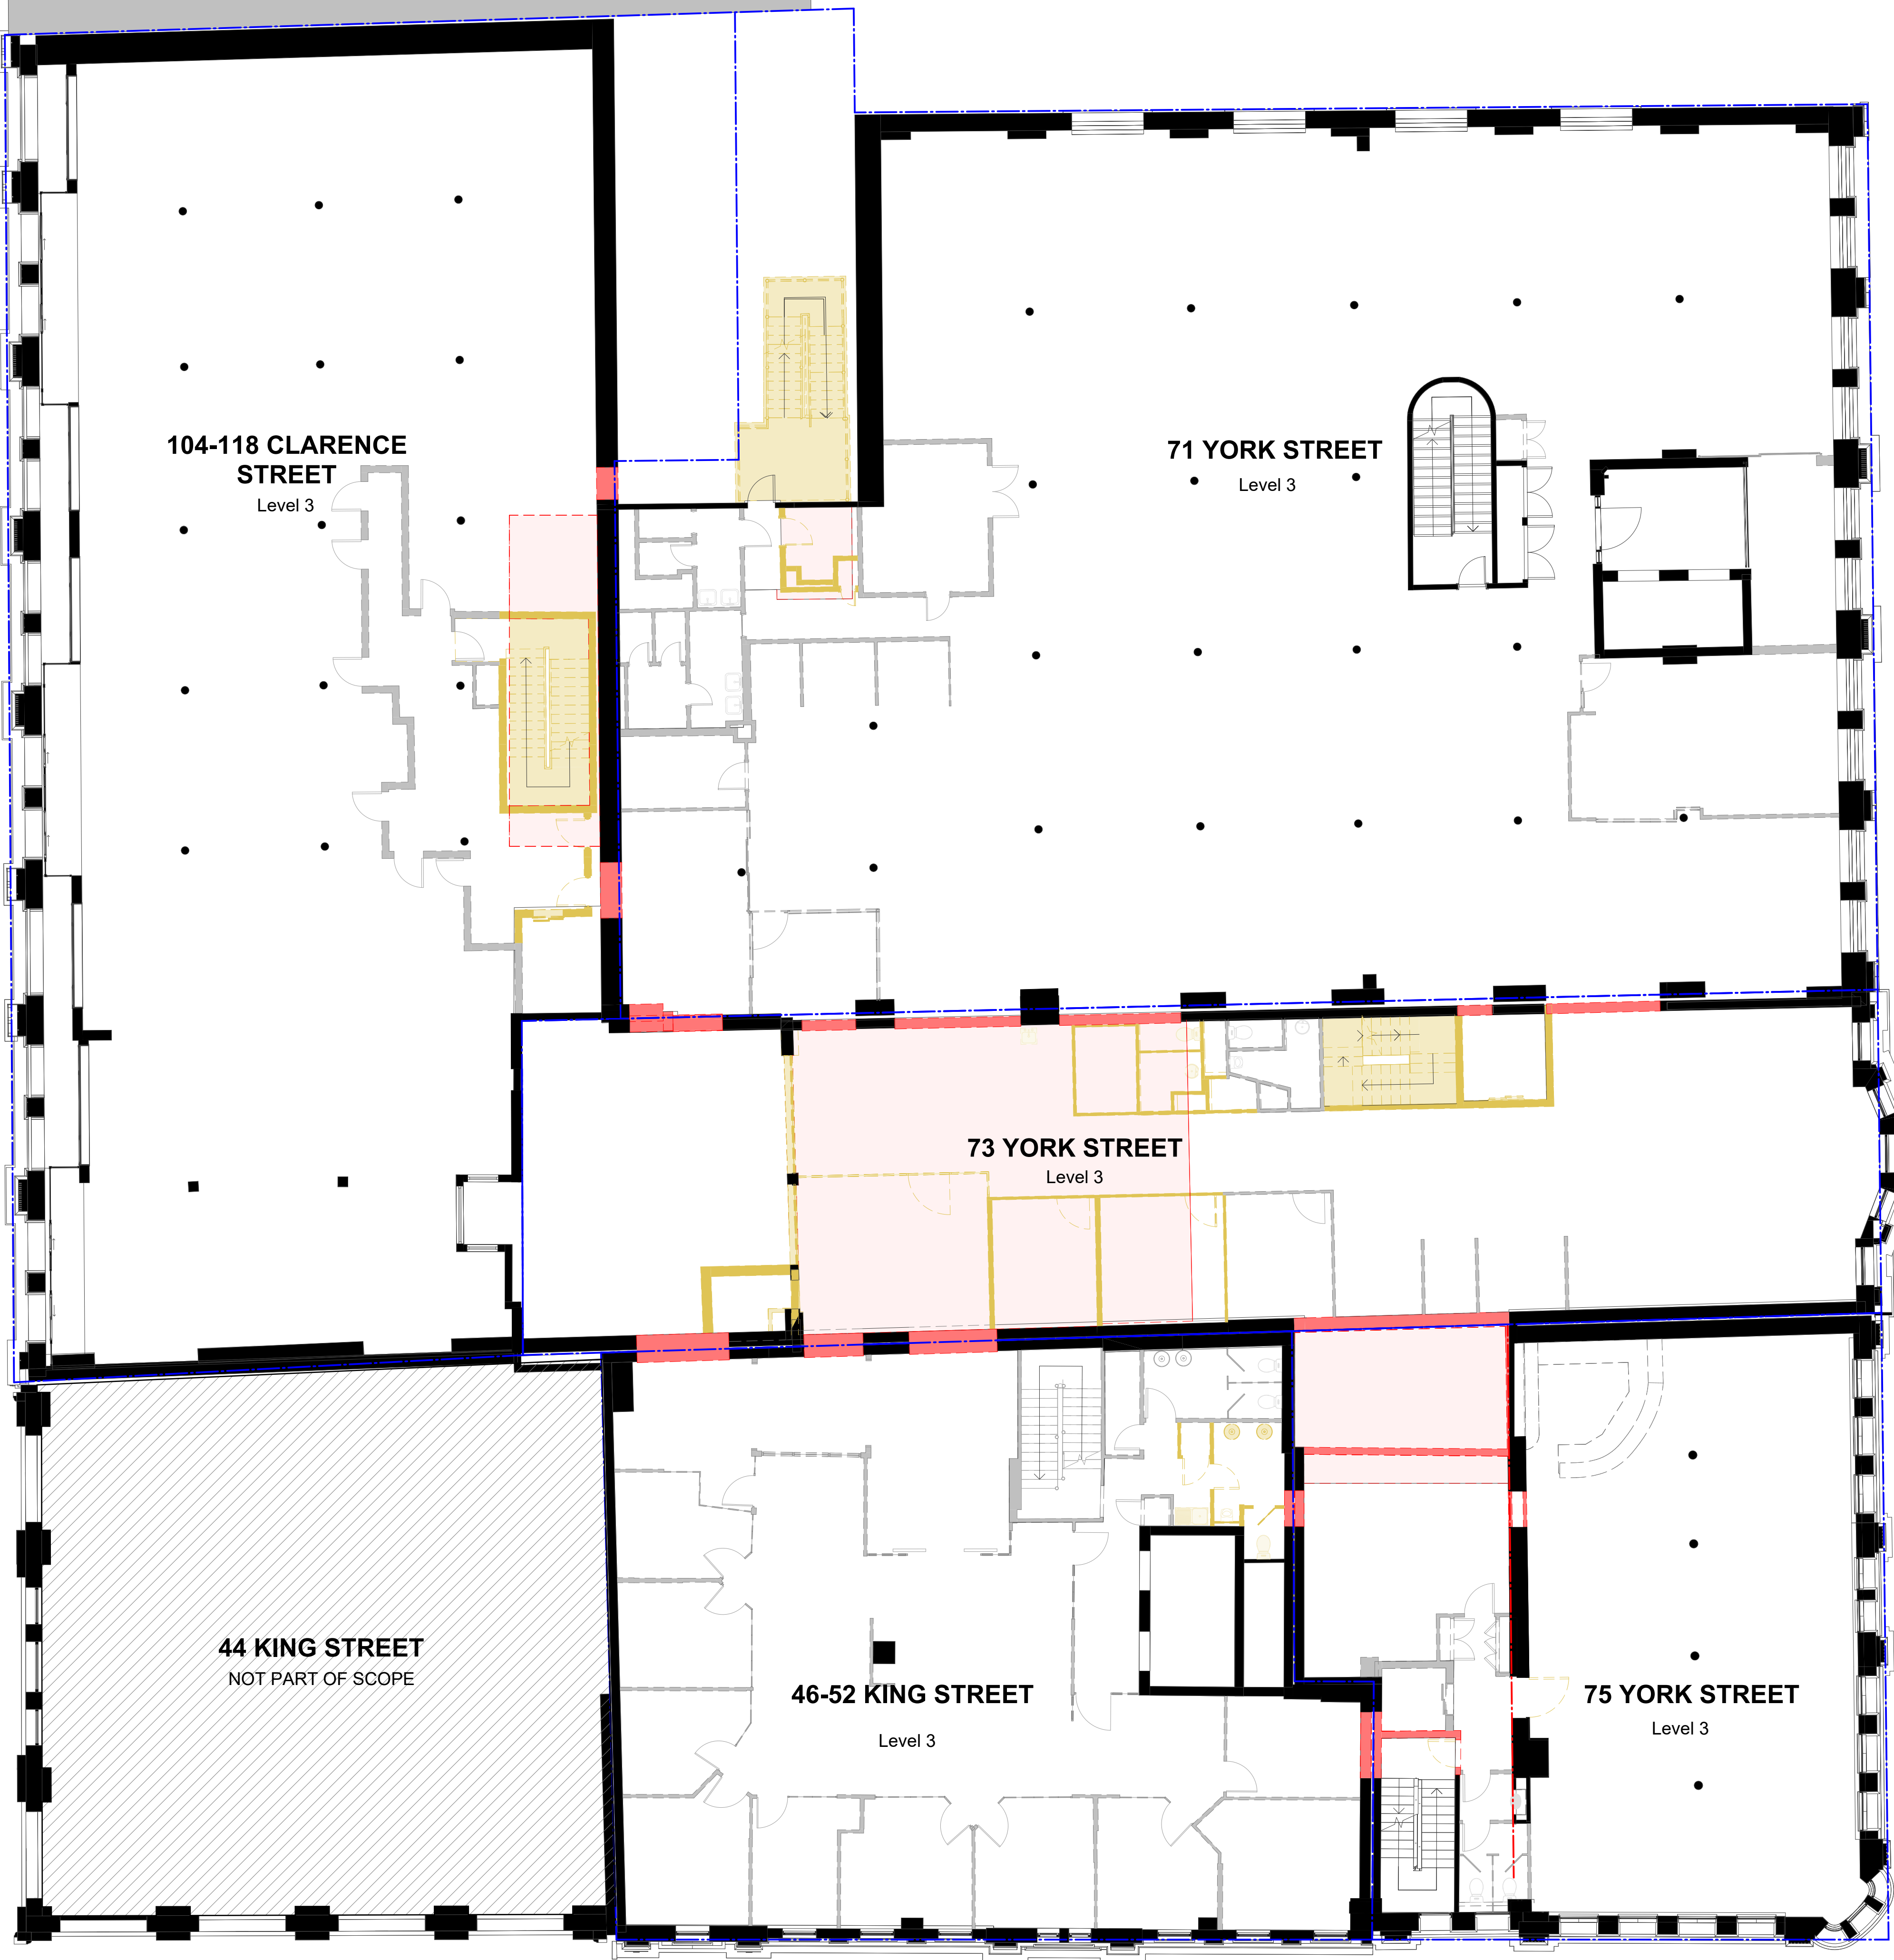 104-118 CLARENCE
STREET
Level 3
71 YORK STREET
Level 3
73 YORK STREET
Level 3
44 KING STREET
NOT PART OF SCOPE
46-52 KING STREET
Level 3
75 YORK STREET
Level 3